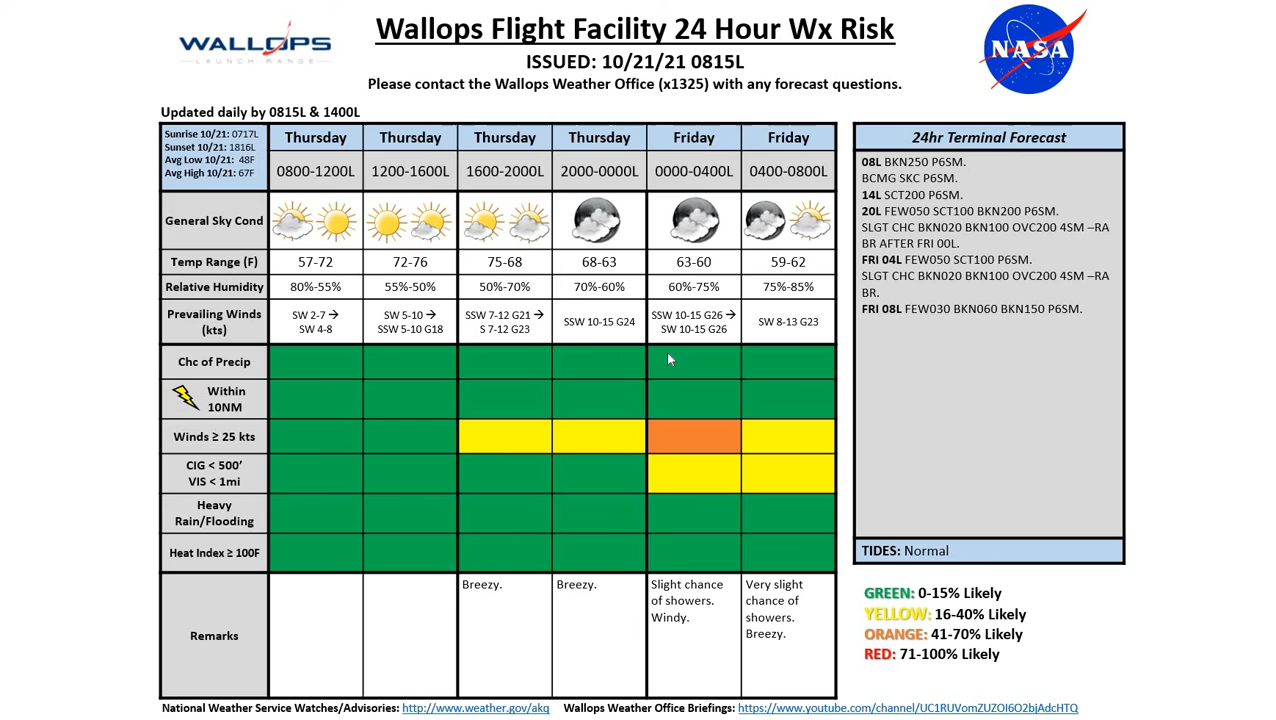 WALLOPS
LAUNCH RANGE
Wallops Flight Facility 24 Hour Wx Risk
ISSUED: 10/21/21 0815L
Please contact the Wallops Weather Office (x1325) with any forecast questions.
NASA
Updated daily by 0815L & 1400L
Sunrise 10/21: 0717L
Sunset 10/21: 1816L
Avg Low 10/21: 48F
Avg High 10/21: 67F
Thursday Thursday Thursday Thursday Friday Friday
0800-1200L 1200-1600L 1600-2000L 2000-0000L 0000-0400L 0400-0800L
General Sky Cond
Temp Range (F) 57-72 72-76 75-68 68-63 63-60 59-62
Relative Humidity 80%-55% 55%-50% 50%-70% 70%-60% 60%-75% 75%-85%
Prevailing Winds (kts)
SW 2-7 → SW 4-8
SW 5-10 → SSW 5-10 G18
SSW 7-12 G21 → S 7-12 G23
SSW 10-15 G24
SSW 10-15 G26 → SW 10-15 G26
SW 8-13 G23
Chc of Precip
Within
10NM
Winds ≥ 25 kts
CIG < 500'
VIS < 1mi
Heavy
Rain/Flooding
Heat Index ≥ 100F
Remarks
Breezy.
Breezy.
Slight chance
of showers.
Windy.
Very slight
chance of
showers.
Breezy.
24hr Terminal Forecast
08L BKN250 P6SM.
BCMG SKC P6SM.
14L SCT200 P6SM.
20L FEW050 SCT100 BKN200 P6SM.
SLGT CHC BKN020 BKN100 OVC200 4SM –RA
BR AFTER FRI 00L.
FRI 04L FEW050 SCT100 P6SM.
SLGT CHC BKN020 BKN100 OVC200 4SM –RA
BR.
FRI 08L FEW030 BKN060 BKN150 P6SM.
TIDES: Normal
GREEN: 0-15% Likely
YELLOW: 16-40% Likely
ORANGE: 41-70% Likely
RED: 71-100% Likely
National Weather Service Watches/Advisories: http://www.weather.gov/akq Wallops Weather Office Briefings: https://www.youtube.com/channel/UC1RUVomZUZOI6O2bjAdcHTQ